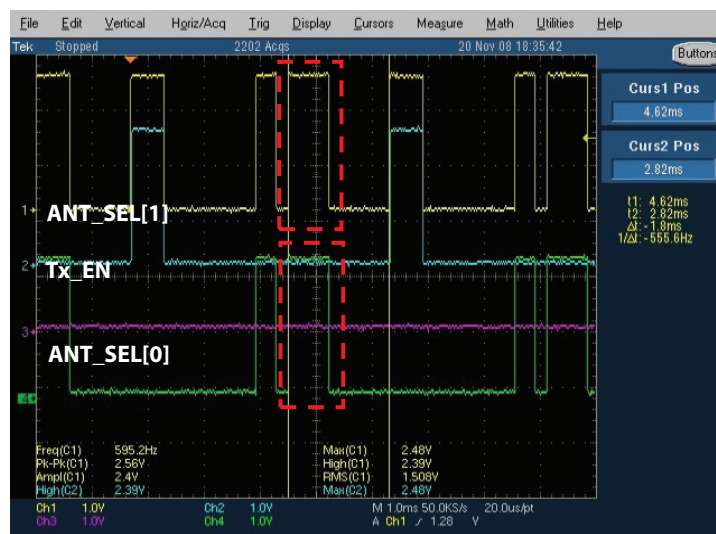 File Edit Vertical Horiz/Acq Trig Display Cursors Measure Math Utilities Help
Tek Stopped 2202 Acqs 20 Nov 08 18:35:42
Buttons
Curs1 Pos
4.62ms
Curs2 Pos
2.82ms
t1: 4.62ms
t2: 2.82ms
Δt: -1.8ms
1/Δt: -555.6Hz
1
ANT_SEL[1]
2
Tx_EN
3
ANT_SEL[0]
4
Freq(C1) 595.2Hz Max(C1) 2.48V
Pk-Pk(C1) 2.56V High(C1) 2.39V
Ampl(C1) 2.4V RMS(C1) 1.508V
High(C2) 2.39V Max(C2) 2.48V
Ch1 1.0V Ch2 1.0V M 1.0ms 50.0KS/s 20.0us/pt
Ch3 1.0V Ch4 1.0V A Ch1 ∕ 1.28 V